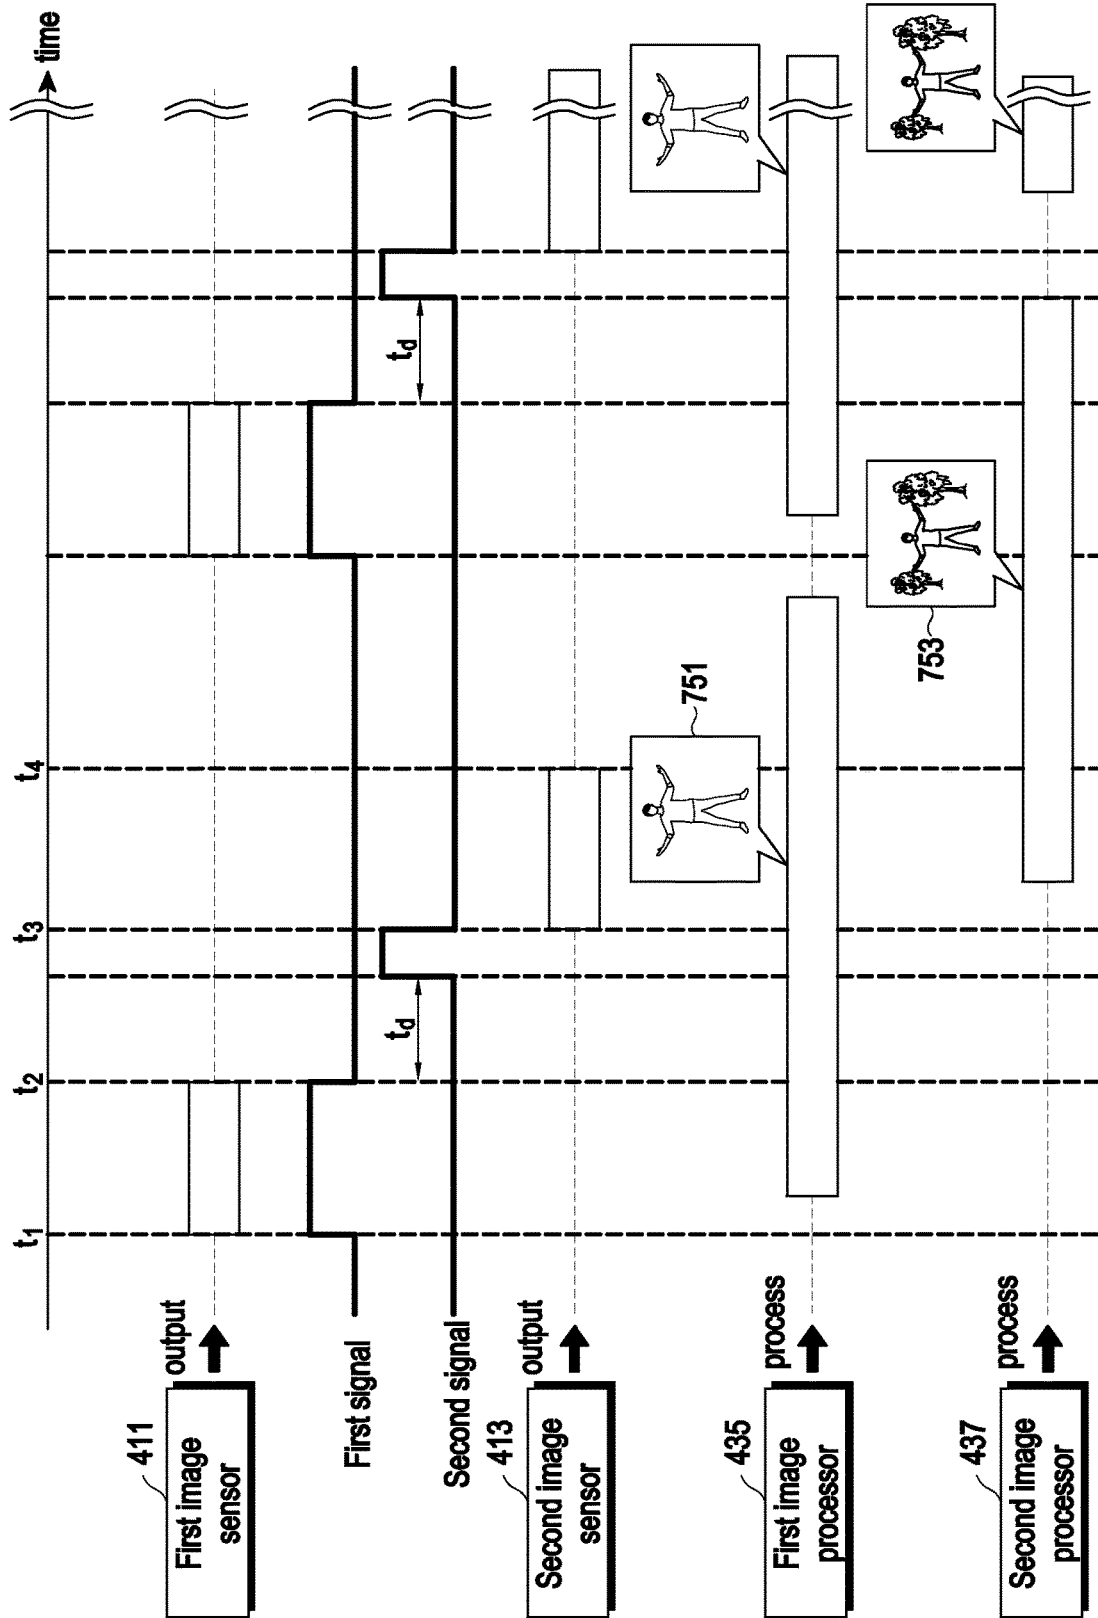 time
t1
t2
t3
t4
411
First image
sensor
output
First signal
td
td
Second signal
413
Second image
sensor
output
751
435
First image
processor
process
753
437
Second image
processor
process